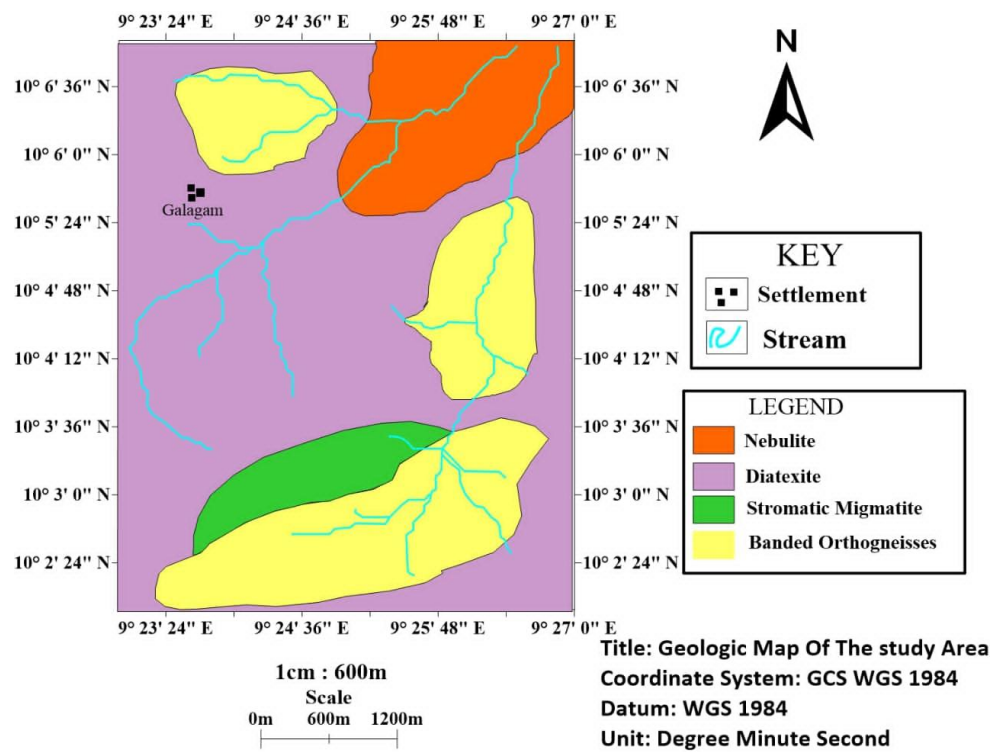 9° 23' 24" E 9° 24' 36" E 9° 25' 48" E 9° 27' 0" E
N
10° 6' 36" N 10° 6' 36" N
10° 6' 0" N 10° 6' 0" N
Galagam
10° 5' 24" N 10° 5' 24" N
KEY
10° 4' 48" N 10° 4' 48" N
Settlement
Stream
10° 4' 12" N 10° 4' 12" N
10° 3' 36" N 10° 3' 36" N
LEGEND
Nebulite
Diatexite
10° 3' 0" N 10° 3' 0" N
Stromatic Migmatite
Banded Orthogneisses
10° 2' 24" N 10° 2' 24" N
9° 23' 24" E 9° 24' 36" E 9° 25' 48" E 9° 27' 0" E
1cm : 600m
Scale
0m 600m 1200m
Title: Geologic Map Of The study Area
Coordinate System: GCS WGS 1984
Datum: WGS 1984
Unit: Degree Minute Second